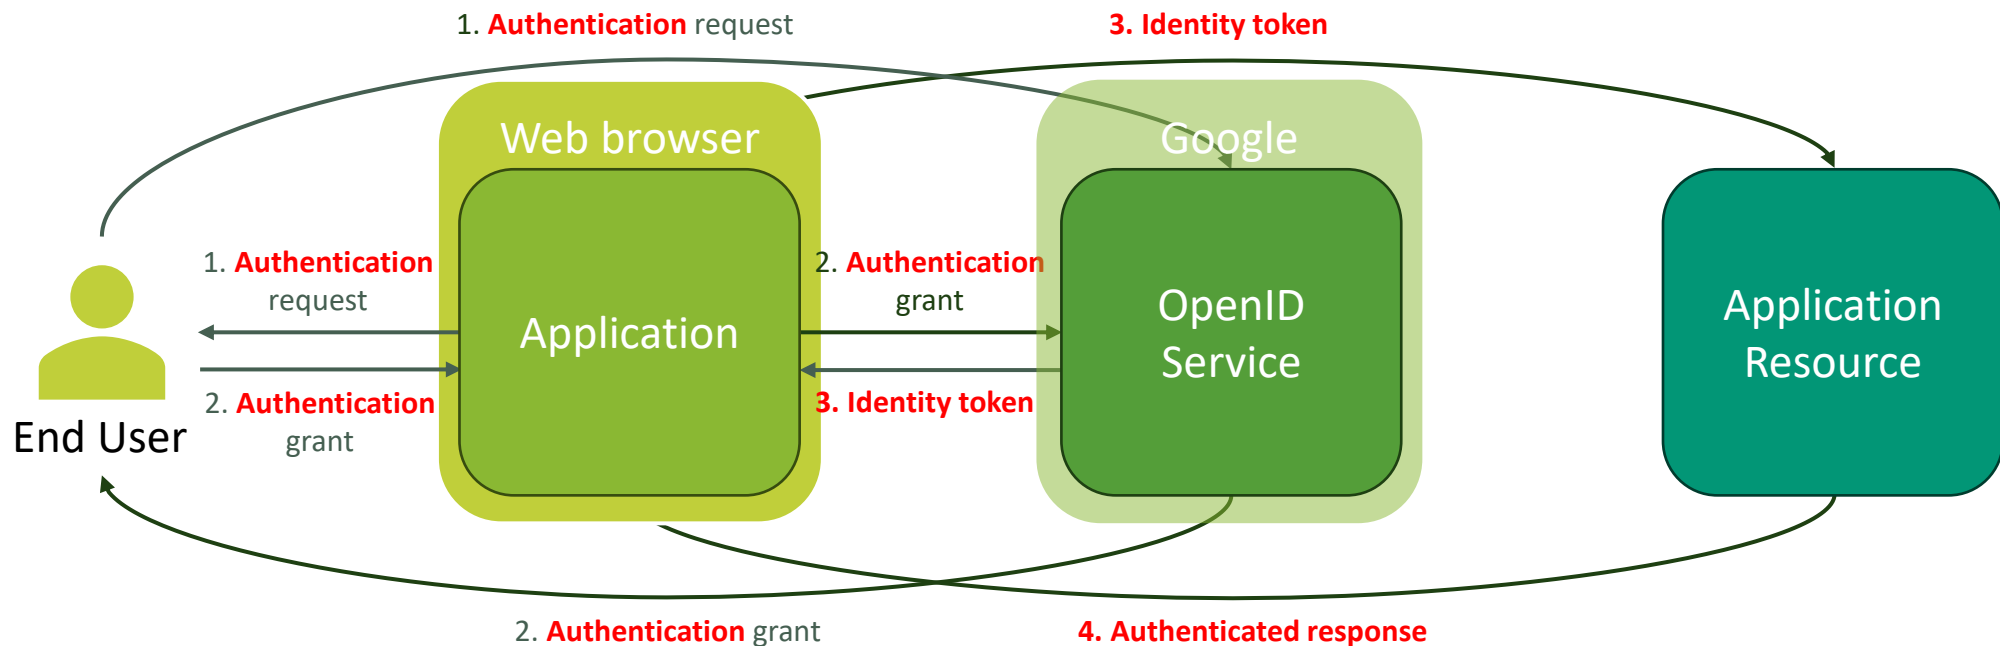 1. Authentication request
3. Identity token
Web browser
Google
1. Authentication
request
2. Authentication
grant
Application
OpenID
Service
Application
Resource
2. Authentication
grant
3. Identity token
End User
2. Authentication grant
4. Authenticated response